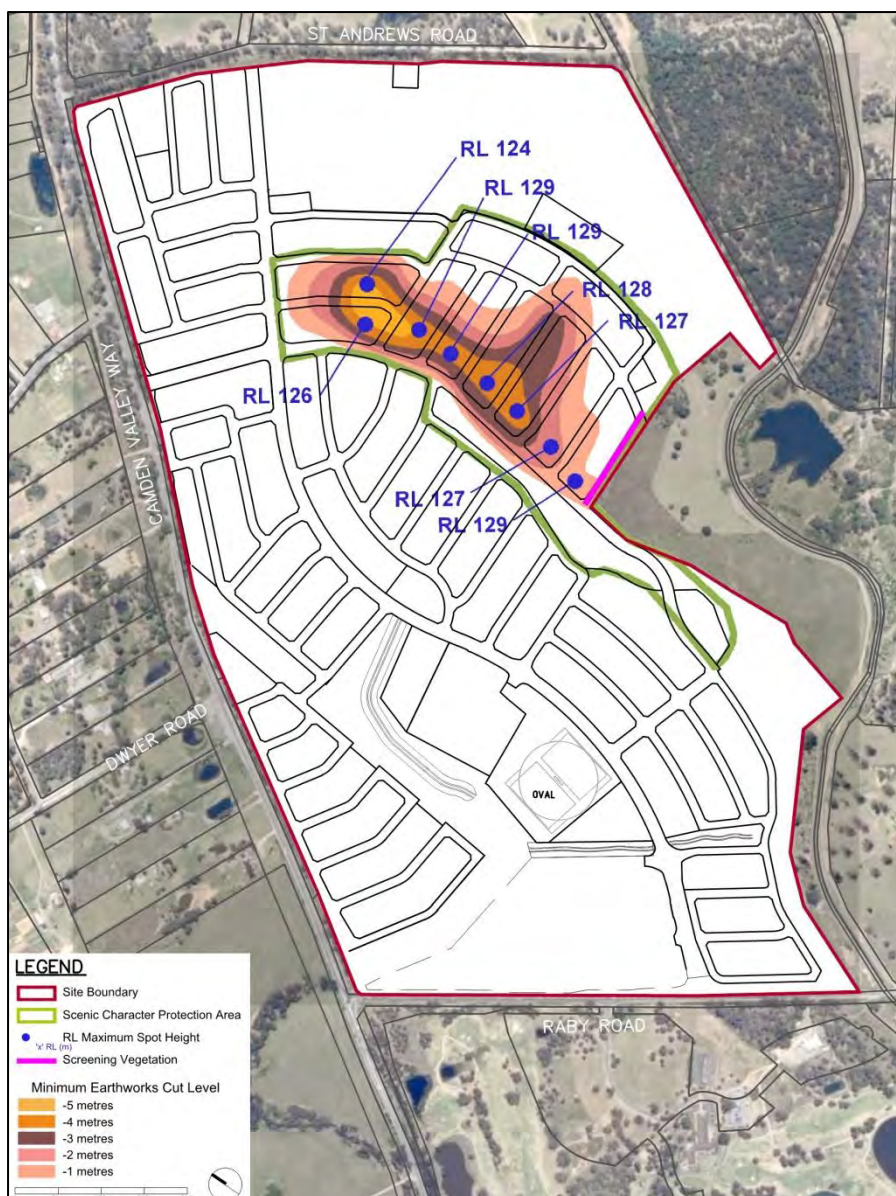 ST ANDREWS ROAD
RL 124
RL 129
RL 129
RL 128
RL 127
RL 126
CAMDEN VALLEY WAY
RL 127
RL 129
DWYER ROAD
OVAL
LEGEND
Site Boundary
Scenic Character Protection Area
RL Maximum Spot Height
'x' RL (m)
Screening Vegetation
RABY ROAD
Minimum Earthworks Cut Level
-5 metres
-4 metres
-3 metres
-2 metres
-1 metres